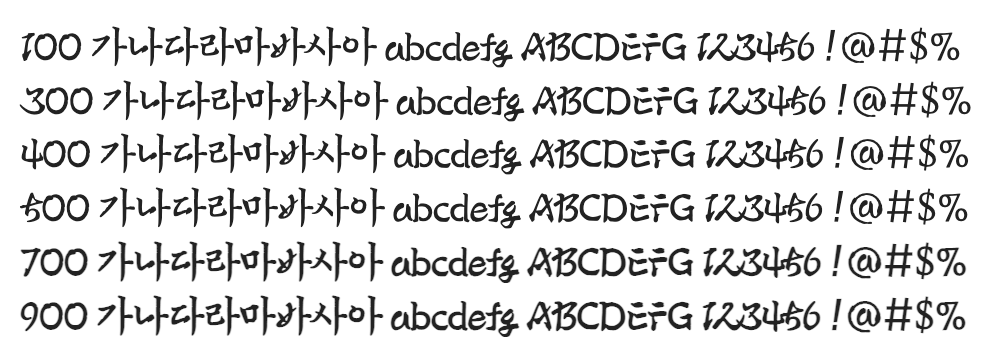 100 가나다라마바사아 abcdefg ABCDEFG 123456 !@#$%
300 가나다라마바사아 abcdefg ABCDEFG 123456 !@#$%
400 가나다라마바사아 abcdefg ABCDEFG 123456 !@#$%
500 가나다라마바사아 abcdefg ABCDEFG 123456 !@#$%
700 가나다라마바사아 abcdefg ABCDEFG 123456 !@#$%
900 가나다라마바사아 abcdefg ABCDEFG 123456 !@#$%